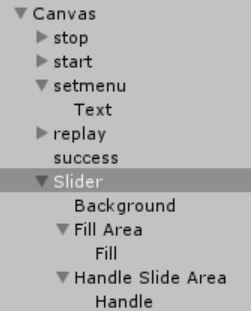 Canvas
stop
start
setmenu
Text
replay
success
Slider
Background
Fill Area
Fill
Handle Slide Area
Handle